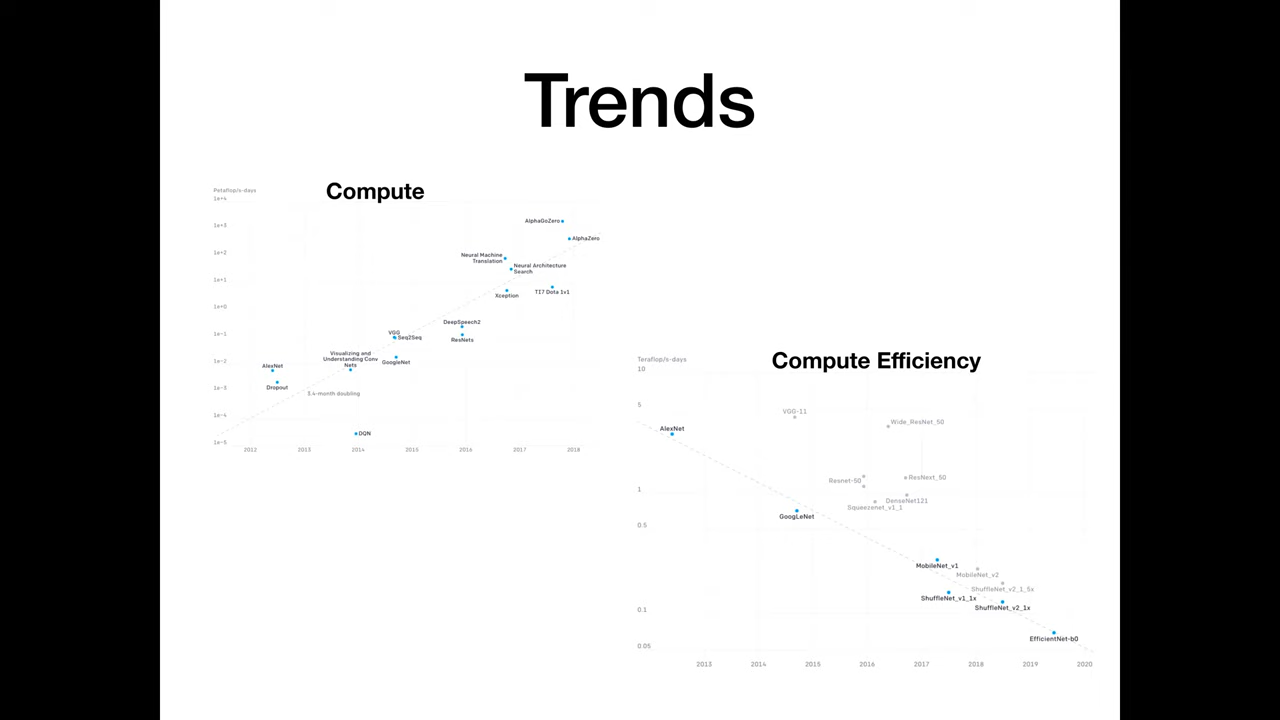 Trends
Compute
Petaflop/s-days
1e+4
1e+3
1e+2
1e+1
1e+0
1e-1
1e-2
1e-3
1e-4
1e-5
AlphaGoZero
AlphaZero
Neural Machine
Translation
Neural Architecture
Search
Xception
TI7 Dota 1v1
DeepSpeech2
ResNets
VGG
Seq2Seq
GoogleNet
Visualizing and
Understanding Conv
Nets
AlexNet
Dropout
3.4-month doubling
DQN
2012 2013 2014 2015 2016 2017 2018
Compute Efficiency
Teraflop/s-days
10
5
1
0.5
0.1
0.05
VGG-11
Wide_ResNet_50
AlexNet
Resnet-50
ResNext_50
DenseNet121
Squeezenet_v1_1
GoogLeNet
MobileNet_v1
MobileNet_v2
ShuffleNet_v2_1_5x
ShuffleNet_v1_1x
ShuffleNet_v2_1x
EfficientNet-b0
2013 2014 2015 2016 2017 2018 2019 2020